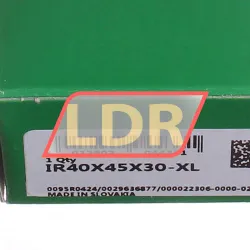 LDR
1 Qty
IR40X45X30-XL
0095R0424/0029636877/000022306-0000-02
MADE IN SLOVAKIA